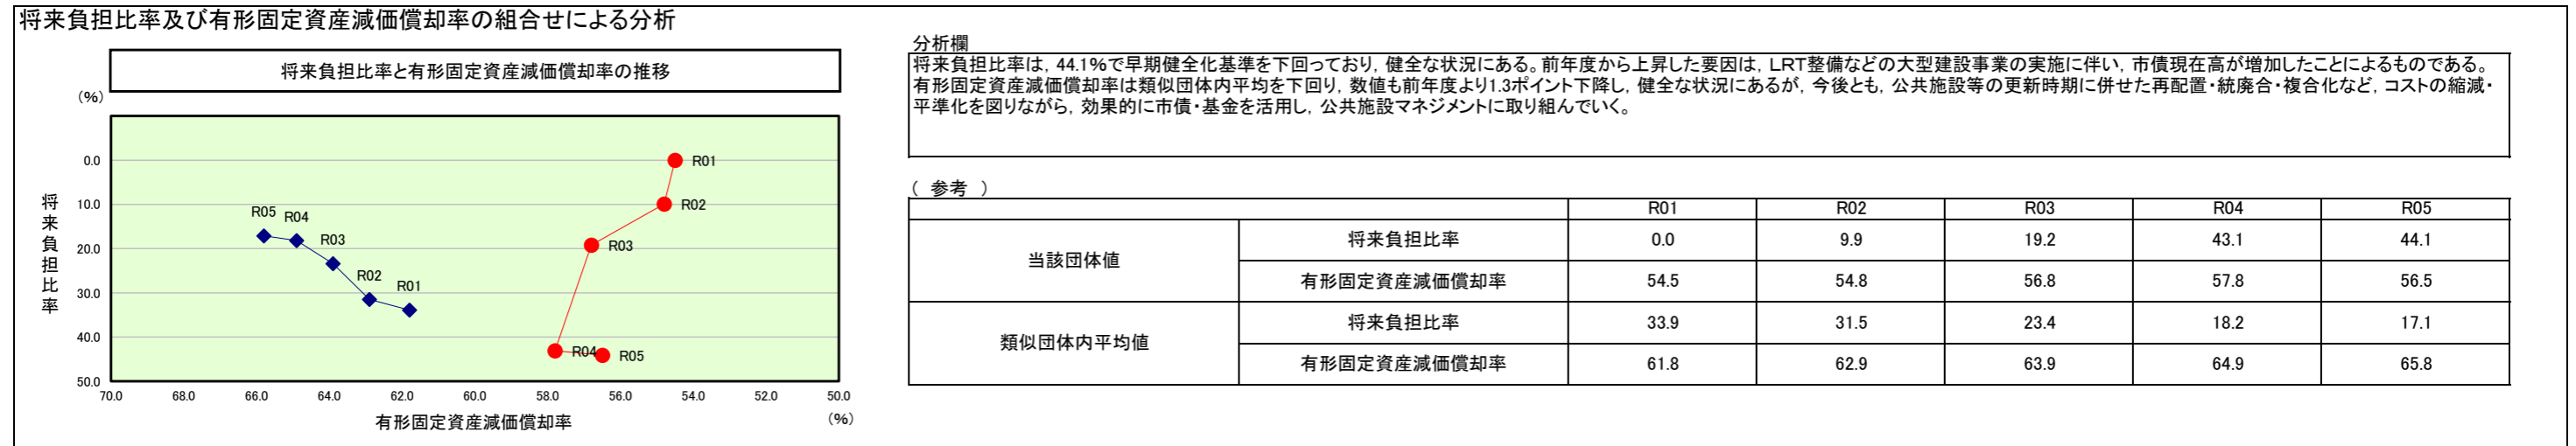 将来負担比率及び有形固定資産減価償却率の組合せによる分析
将来負担比率と有形固定資産減価償却率の推移
(%)
0.0
10.0
20.0
30.0
40.0
50.0
将来負担比率
R01
R02
R03
R04
R05
R05
R04
R03
R02
R01
70.0 68.0 66.0 64.0 62.0 60.0 58.0 56.0 54.0 52.0 50.0
有形固定資産減価償却率
(%)
分析欄
将来負担比率は，44.1%で早期健全化基準を下回っており，健全な状況にある。前年度から上昇した要因は，LRT整備などの大型建設事業の実施に伴い，市債現在高が増加したことによるものである。
有形固定資産減価償却率は類似団体内平均を下回り，数値も前年度より1.3ポイント下降し，健全な状況にあるが，今後とも，公共施設等の更新時期に併せた再配置・統廃合・複合化など，コストの縮減・
平準化を図りながら，効果的に市債・基金を活用し，公共施設マネジメントに取り組んでいく。
（ 参考 ）
R01 R02 R03 R04 R05
当該団体値
将来負担比率 0.0 9.9 19.2 43.1 44.1
有形固定資産減価償却率 54.5 54.8 56.8 57.8 56.5
類似団体内平均値
将来負担比率 33.9 31.5 23.4 18.2 17.1
有形固定資産減価償却率 61.8 62.9 63.9 64.9 65.8